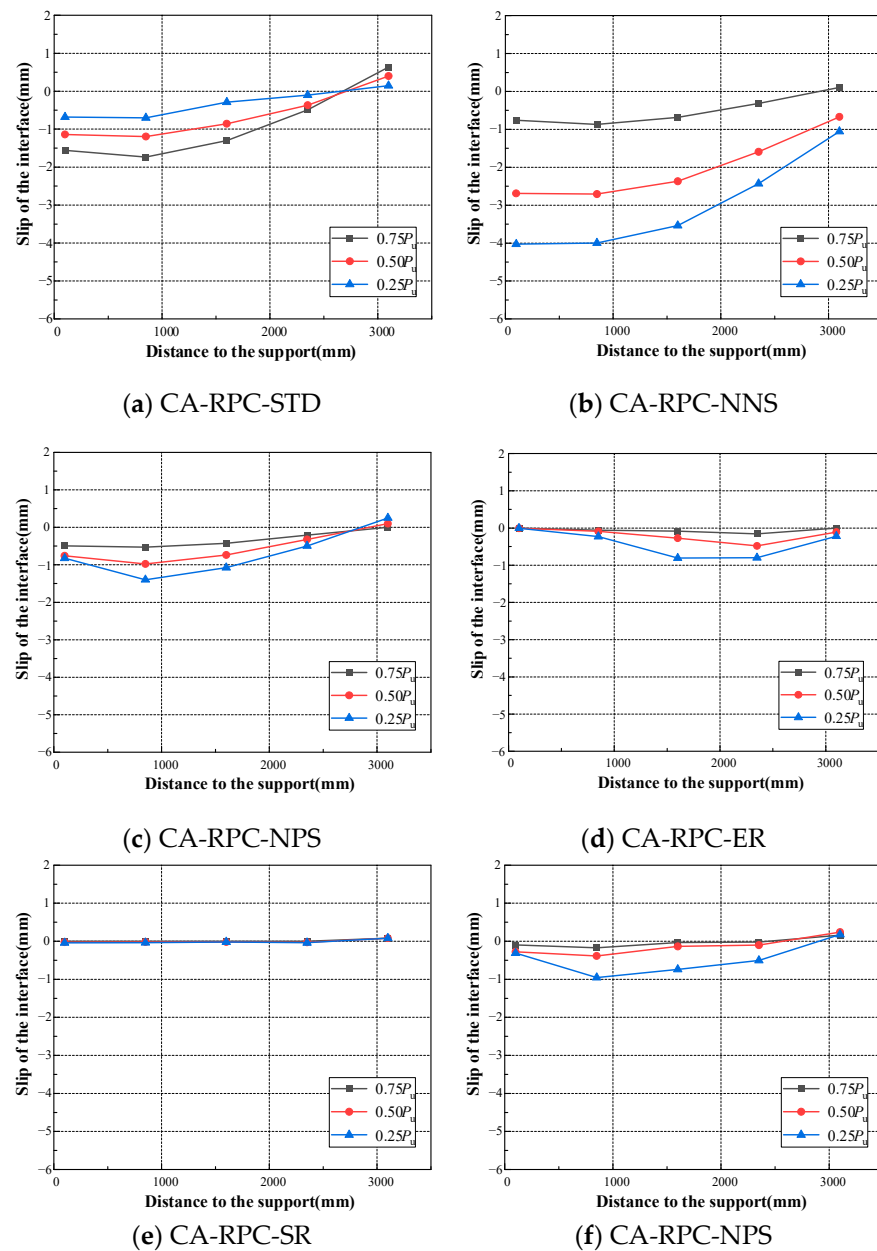 2
1
0
−1
−2
−3
−4
−5
−6
Slip of the interface(mm)
0.75Pu
0.50Pu
0.25Pu
0 1000 2000 3000
Distance to the support(mm)
(a) CA-RPC-STD
2
1
0
−1
−2
−3
−4
−5
−6
Slip of the interface(mm)
0.75Pu
0.50Pu
0.25Pu
0 1000 2000 3000
Distance to the support(mm)
(b) CA-RPC-NNS
2
1
0
−1
−2
−3
−4
−5
−6
Slip of the interface(mm)
0.75Pu
0.50Pu
0.25Pu
0 1000 2000 3000
Distance to the support(mm)
(c) CA-RPC-NPS
2
1
0
−1
−2
−3
−4
−5
−6
Slip of the interface(mm)
0.75Pu
0.50Pu
0.25Pu
0 1000 2000 3000
Distance to the support(mm)
(d) CA-RPC-ER
2
1
0
−1
−2
−3
−4
−5
−6
Slip of the interface(mm)
0.75Pu
0.50Pu
0.25Pu
0 1000 2000 3000
Distance to the support(mm)
(e) CA-RPC-SR
2
1
0
−1
−2
−3
−4
−5
−6
Slip of the interface(mm)
0.75Pu
0.50Pu
0.25Pu
0 1000 2000 3000
Distance to the support(mm)
(f) CA-RPC-NPS